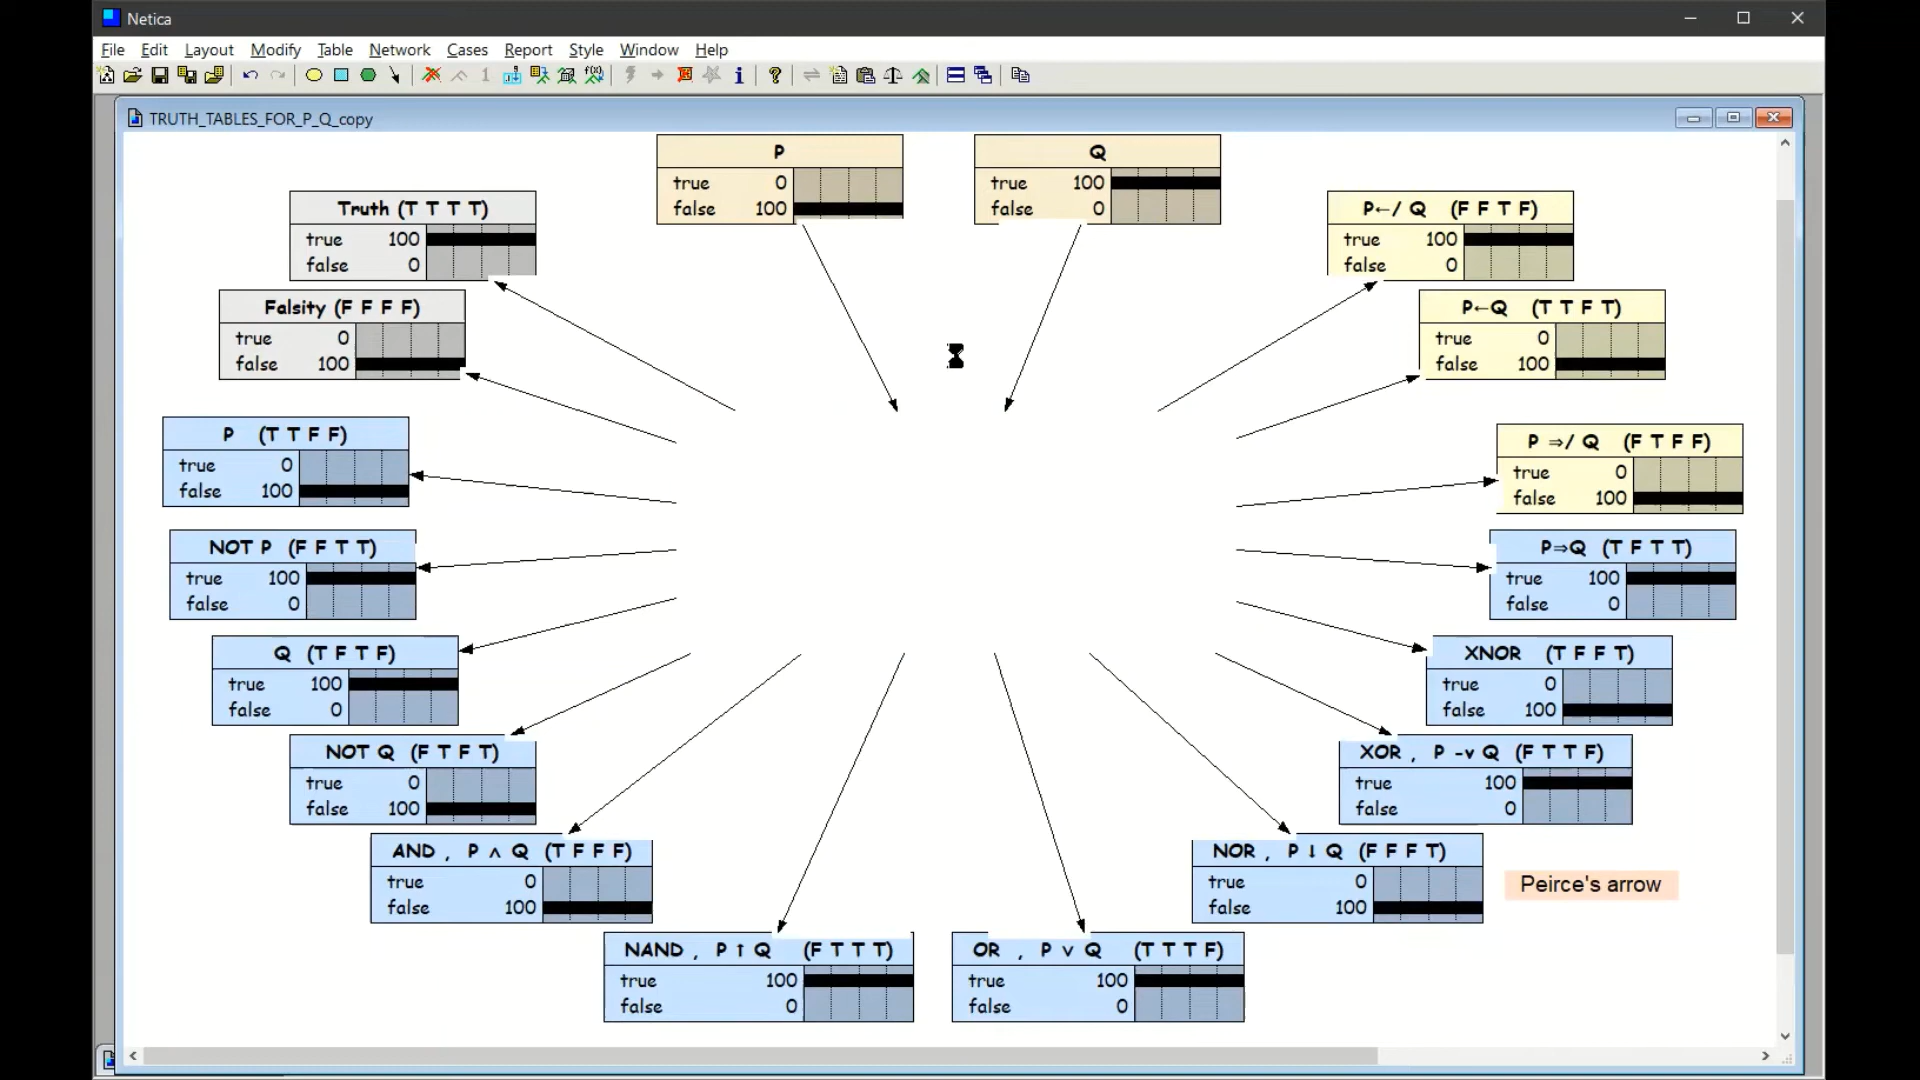 Netica
File Edit Layout Modify Table Network Cases Report Style Window Help
TRUTH_TABLES_FOR_P_Q_copy
P
true 0
false 100
Q
true 100
false 0
Truth (T T T T)
true 100
false 0
P←/ Q (F F T F)
true 100
false 0
Falsity (F F F F)
true 0
false 100
P←Q (T T F T)
true 0
false 100
P (T T F F)
true 0
false 100
P ⇒/ Q (F T F F)
true 0
false 100
NOT P (F F T T)
true 100
false 0
P⇒Q (T F T T)
true 100
false 0
Q (T F T F)
true 100
false 0
XNOR (T F F T)
true 0
false 100
NOT Q (F T F T)
true 0
false 100
XOR , P -v Q (F T T F)
true 100
false 0
AND , P ∧ Q (T F F F)
true 0
false 100
NOR , P ↓ Q (F F F T)
true 0
false 100
Peirce's arrow
NAND , P ↑ Q (F T T T)
true 100
false 0
OR , P ∨ Q (T T T F)
true 100
false 0